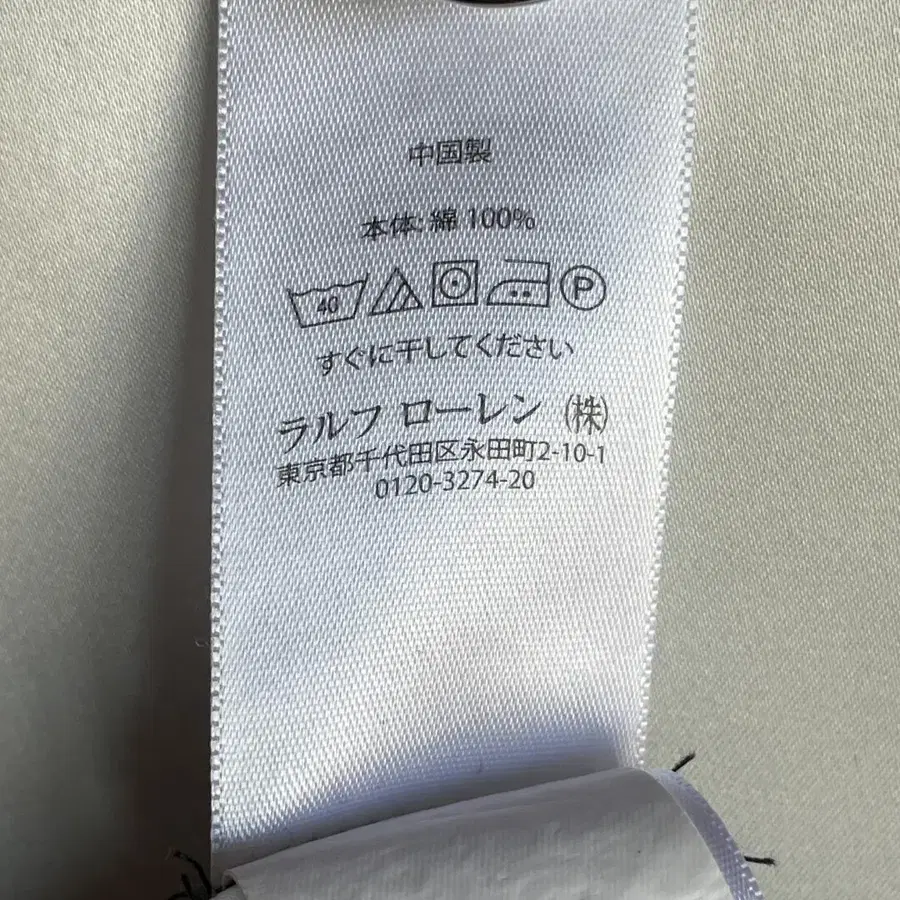 中国製
本体: 綿 100%
40 P
すぐに干してください
ラルフ ローレン ㈱
東京都千代田区永田町2-10-1
0120-3274-20